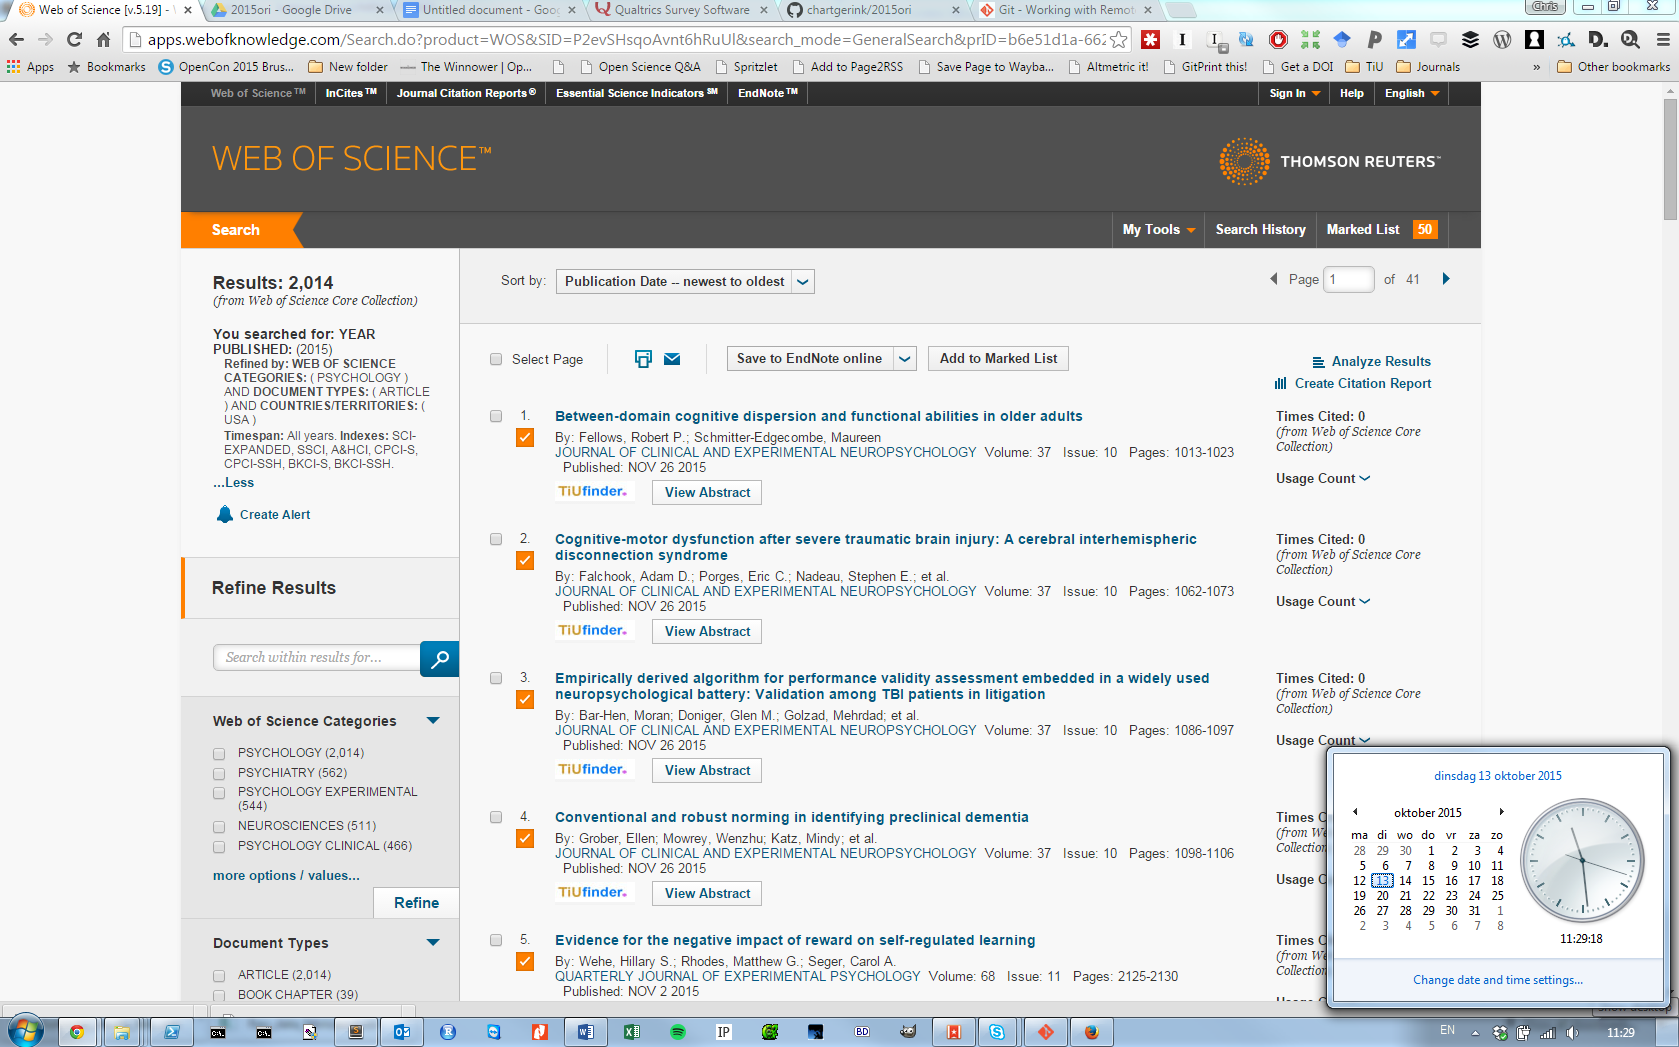 Web of Science [v.5.19] -
2015ori - Google Drive
Untitled document - Goo
Qualtrics Survey Software
chartgerink/2015ori
Git - Working with Remot
Chris
apps.webofknowledge.com/Search.do?product=WOS&SID=P2evSHsqoAvnt6hRuUl&search_mode=GeneralSearch&prID=b6e51d1a-662
Apps
Bookmarks
OpenCon 2015 Brus...
New folder
The Winnower | Op...
Open Science Q&A
Spritzlet
Add to Page2RSS
Save Page to Wayba...
Altmetric it!
GitPrint this!
Get a DOI
TiU
Journals
»
Other bookmarks
Web of Science™
InCites™
Journal Citation Reports®
Essential Science Indicators℠
EndNote™
Sign In
Help
English
WEB OF SCIENCE™
THOMSON REUTERS™
Search
My Tools
Search History
Marked List 50
Results: 2,014
(from Web of Science Core Collection)
You searched for: YEAR
PUBLISHED: (2015)
Refined by: WEB OF SCIENCE
CATEGORIES: ( PSYCHOLOGY )
AND DOCUMENT TYPES: ( ARTICLE
) AND COUNTRIES/TERRITORIES: (
USA )
Timespan: All years. Indexes: SCI-
EXPANDED, SSCI, A&HCI, CPCI-S,
CPCI-SSH, BKCI-S, BKCI-SSH.
...Less
Create Alert
Refine Results
Search within results for...
Web of Science Categories
PSYCHOLOGY (2,014)
PSYCHIATRY (562)
PSYCHOLOGY EXPERIMENTAL
(544)
NEUROSCIENCES (511)
PSYCHOLOGY CLINICAL (466)
more options / values...
Refine
Document Types
ARTICLE (2,014)
BOOK CHAPTER (39)
Sort by: Publication Date -- newest to oldest
Page 1 of 41
Select Page
Save to EndNote online
Add to Marked List
Analyze Results
Create Citation Report
1. Between-domain cognitive dispersion and functional abilities in older adults
By: Fellows, Robert P.; Schmitter-Edgecombe, Maureen
JOURNAL OF CLINICAL AND EXPERIMENTAL NEUROPSYCHOLOGY Volume: 37 Issue: 10 Pages: 1013-1023
Published: NOV 26 2015
TiUfinder.
View Abstract
Times Cited: 0
(from Web of Science Core
Collection)
Usage Count
2. Cognitive-motor dysfunction after severe traumatic brain injury: A cerebral interhemispheric
disconnection syndrome
By: Falchook, Adam D.; Porges, Eric C.; Nadeau, Stephen E.; et al.
JOURNAL OF CLINICAL AND EXPERIMENTAL NEUROPSYCHOLOGY Volume: 37 Issue: 10 Pages: 1062-1073
Published: NOV 26 2015
TiUfinder.
View Abstract
Times Cited: 0
(from Web of Science Core
Collection)
Usage Count
3. Empirically derived algorithm for performance validity assessment embedded in a widely used
neuropsychological battery: Validation among TBI patients in litigation
By: Bar-Hen, Moran; Doniger, Glen M.; Golzad, Mehrdad; et al.
JOURNAL OF CLINICAL AND EXPERIMENTAL NEUROPSYCHOLOGY Volume: 37 Issue: 10 Pages: 1086-1097
Published: NOV 26 2015
TiUfinder.
View Abstract
Times Cited: 0
(from Web of Science Core
Collection)
Usage Count
4. Conventional and robust norming in identifying preclinical dementia
By: Grober, Ellen; Mowrey, Wenzhu; Katz, Mindy; et al.
JOURNAL OF CLINICAL AND EXPERIMENTAL NEUROPSYCHOLOGY Volume: 37 Issue: 10 Pages: 1098-1106
Published: NOV 26 2015
TiUfinder.
View Abstract
Times C
(from W
Collection
Usage C
5. Evidence for the negative impact of reward on self-regulated learning
By: Wehe, Hillary S.; Rhodes, Matthew G.; Seger, Carol A.
QUARTERLY JOURNAL OF EXPERIMENTAL PSYCHOLOGY Volume: 68 Issue: 11 Pages: 2125-2130
Published: NOV 2 2015
Times C
(from W
Collection
dinsdag 13 oktober 2015
oktober 2015
ma di wo do vr za zo
28 29 30 1 2 3 4
5 6 7 8 9 10 11
12 13 14 15 16 17 18
19 20 21 22 23 24 25
26 27 28 29 30 31 1
2 3 4 5 6 7 8
11:29:18
Change date and time settings...
IP
BD
EN
11:29